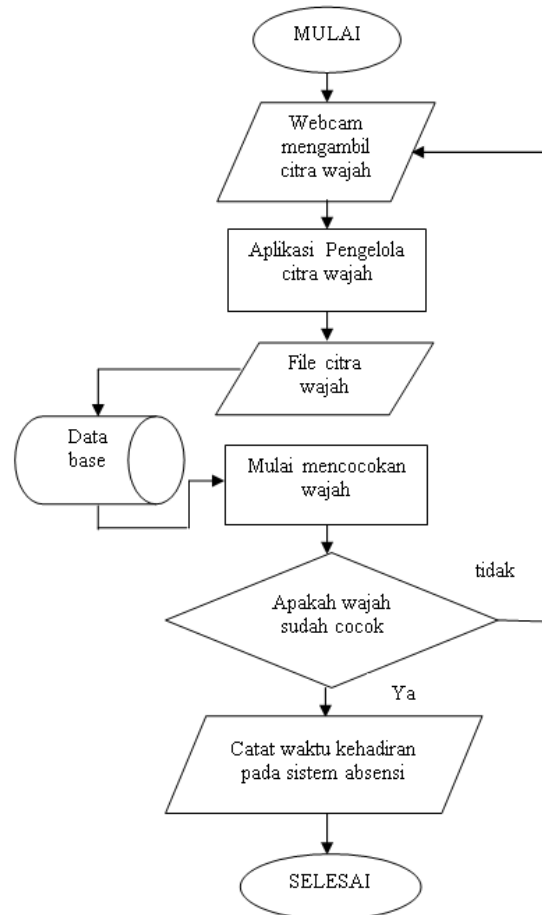 MULAI
Webcam
mengambil
citra wajah
Aplikasi Pengelola
citra wajah
File citra
wajah
Data
base
Mulai mencocokan
wajah
Apakah wajah
sudah cocok
tidak
Ya
Catat waktu kehadiran
pada sistem absensi
SELESAI